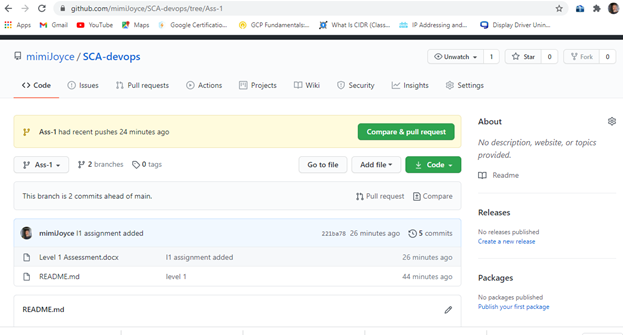 github.com/mimiJoyce/SCA-devops/tree/Ass-1
Apps Gmail YouTube Maps Google Certification... GCP Fundamentals:... What Is CIDR (Class... IP Addressing and... Display Driver Unin...
mimiJoyce / SCA-devops
Unwatch 1 Star 0 Fork 0
Code Issues Pull requests Actions Projects Wiki Security Insights Settings
Ass-1 had recent pushes 24 minutes ago
Compare & pull request
Ass-1 2 branches 0 tags
Go to file Add file Code
This branch is 2 commits ahead of main.
Pull request Compare
mimiJoyce l1 assignment added
26 minutes ago 5 commits
Level 1 Assessment.docx l1 assignment added 26 minutes ago
README.md level 1 44 minutes ago
README.md
About
No description, website, or topics
provided.
Readme
Releases
No releases published
Create a new release
Packages
No packages published
Publish your first package